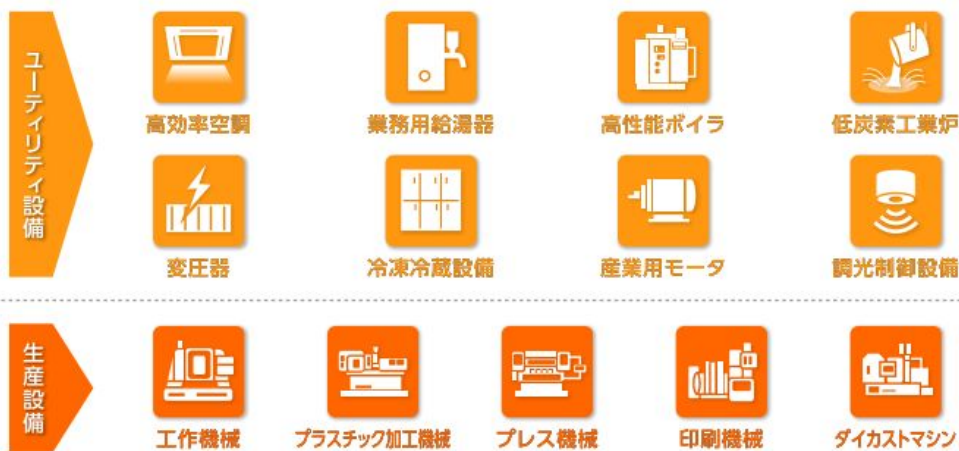 ユーティリティ設備
高効率空調
業務用給湯器
高性能ボイラ
低炭素工業炉
変圧器
冷凍冷蔵設備
産業用モータ
調光制御設備
生産設備
工作機械
プラスチック加工機械
プレス機械
印刷機械
ダイカストマシン